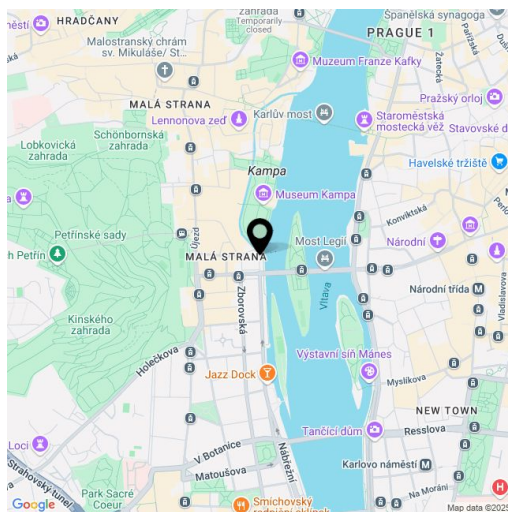 HRADČANY
zahrada
Temporarily
closed
Spanělská synagoga
Pařížská
PRAGUE 1
Malostranský chrám
sv. Mikuláše/ St...
Muzeum Franze Kafky
Žatecká
Pražský orloj
MALÁ STRANA
Lennonova zeď
Karlův most
Staroměstská
mostecká věž
Stavovské d
Schönbornská
zahrada
Lobkovická
zahrada
Kampa
Havelské tržiště
Museum Kampa
Konviktská
Petřínské sady
h Petřín
Újezd
MALÁ STRANA
Most Legií
Národní
Národní třída
Vladislavova
Zborovská
Vltava
Kinského
zahrada
Holečkova
Výstavní síň Mánes
Jazz Dock
Myslíkova
NEW TOWN
Loci
Tančící dům
Resslova
V Botanice
Matoušova
Nábřežní
Karlovo náměstí
Strahovský tunel
Park Sacré
Coeur
Na Moráni
Smíchovský
Google
Map data ©2025